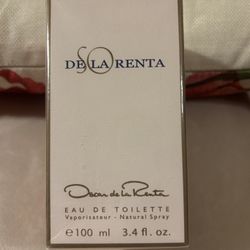 SO
DE LA RENTA
Oscar de la Renta
EAU DE TOILETTE
Vaporisateur - Natural Spray
e 100 ml 3.4 fl. oz.